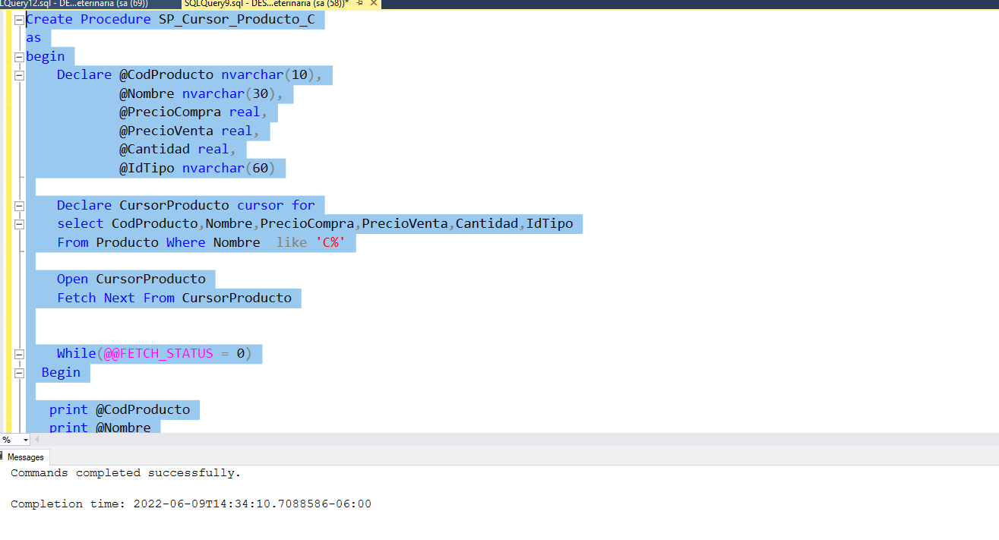 LQuery12.sql - DE...eterinaria (sa (69))    SQLQuery9.sql - DES...eterinaria (sa (58))*
Create Procedure SP_Cursor_Producto_C
as
begin
    Declare @CodProducto nvarchar(10),
            @Nombre nvarchar(30),
            @PrecioCompra real,
            @PrecioVenta real,
            @Cantidad real,
            @IdTipo nvarchar(60)
    Declare CursorProducto cursor for
    select CodProducto,Nombre,PrecioCompra,PrecioVenta,Cantidad,IdTipo
    From Producto Where Nombre  like 'C%'
    Open CursorProducto
    Fetch Next From CursorProducto
    While(@@FETCH_STATUS = 0)
  Begin
   print @CodProducto
   print @Nombre
%
Messages
Commands completed successfully.
Completion time: 2022-06-09T14:34:10.7088586-06:00